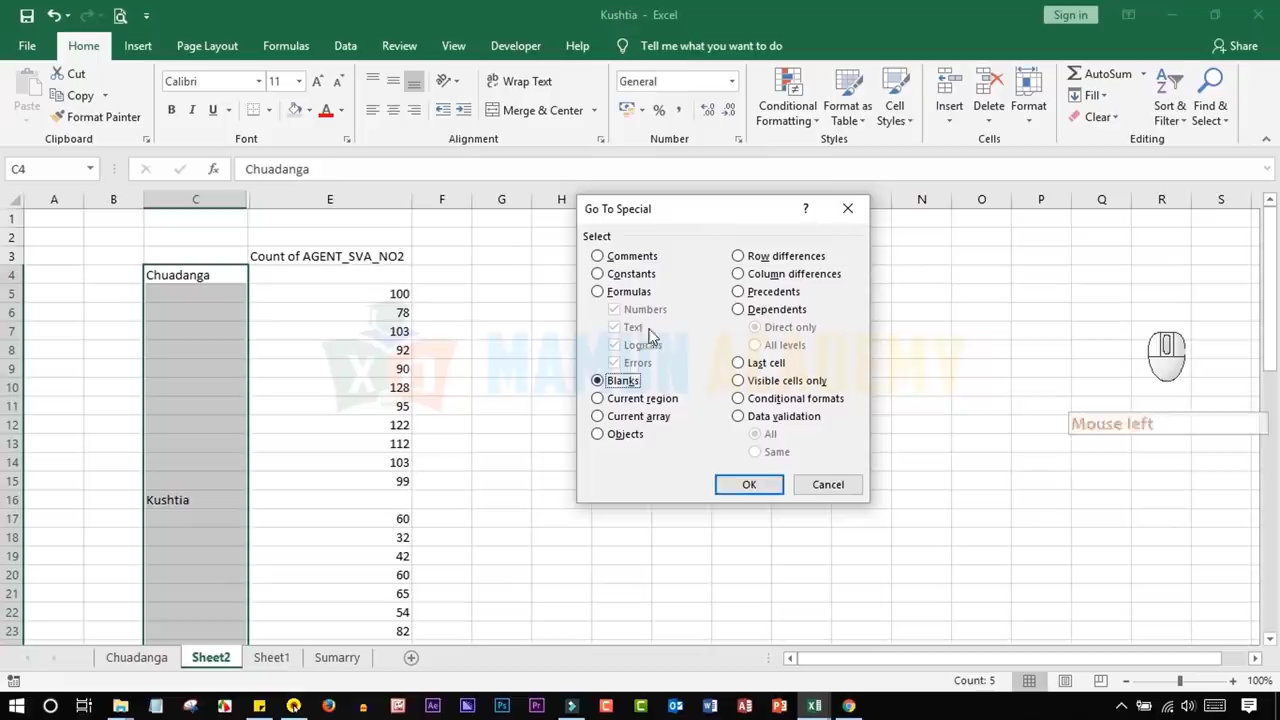 Kushtia - Excel
Sign in
File Home Insert Page Layout Formulas Data Review View Developer Help Tell me what you want to do Share
Paste
Cut
Copy
Format Painter
Clipboard
Calibri 11
B I U
Font
Wrap Text
Merge & Center
Alignment
General
Number
Conditional Formatting
Format as Table
Cell Styles
Styles
Insert
Delete
Format
Cells
AutoSum
Fill
Clear
Sort & Filter
Find & Select
Editing
C4 fx Chuadanga
A B C E F G H N O P Q R S
1
2
3 Count of AGENT_SVA_NO2
4 Chuadanga
5 100
6 78
7 103
8 92
9 90
10 128
11 95
12 122
13 112
14 103
15 99
16 Kushtia
17 60
18 32
19 42
20 60
21 65
22 54
23 82
Go To Special
?
Select
Comments
Constants
Formulas
Numbers
Text
Logicals
Errors
Blanks
Current region
Current array
Objects
Row differences
Column differences
Precedents
Dependents
Direct only
All levels
Last cell
Visible cells only
Conditional formats
Data validation
All
Same
OK
Cancel
Mouse left
Chuadanga Sheet2 Sheet1 Sumarry
Count: 5
100%